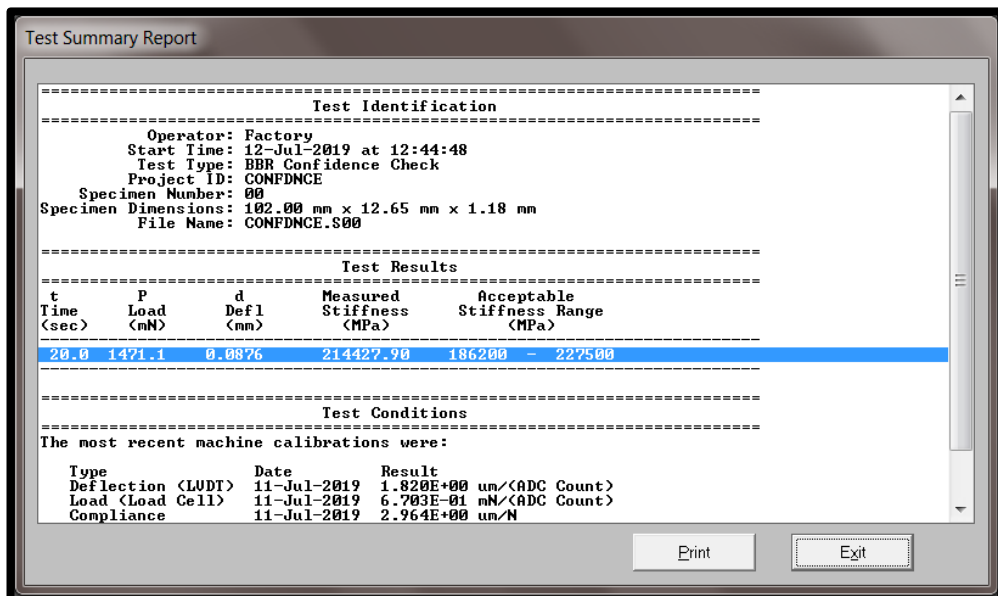 Test Summary Report
================================================================================
Test Identification
================================================================================
Operator: Factory
Start Time: 12-Jul-2019 at 12:44:48
Test Type: BBR Confidence Check
Project ID: CONFDNCE
Specimen Number: 00
Specimen Dimensions: 102.00 mm x 12.65 mm x 1.18 mm
File Name: CONFDNCE.S00
================================================================================
Test Results
================================================================================
t P d Measured Acceptable
Time Load Defl Stiffness Stiffness Range
(sec) (mN) (mm) (MPa) (MPa)
--------------------------------------------------------------------------------
20.0 1471.1 0.0876 214427.90 186200 - 227500
--------------------------------------------------------------------------------
================================================================================
Test Conditions
================================================================================
The most recent machine calibrations were:
Type Date Result
Deflection (LVDT) 11-Jul-2019 1.820E+00 um/(ADC Count)
Load (Load Cell) 11-Jul-2019 6.703E-01 mN/(ADC Count)
Compliance 11-Jul-2019 2.964E+00 um/N
Print Exit